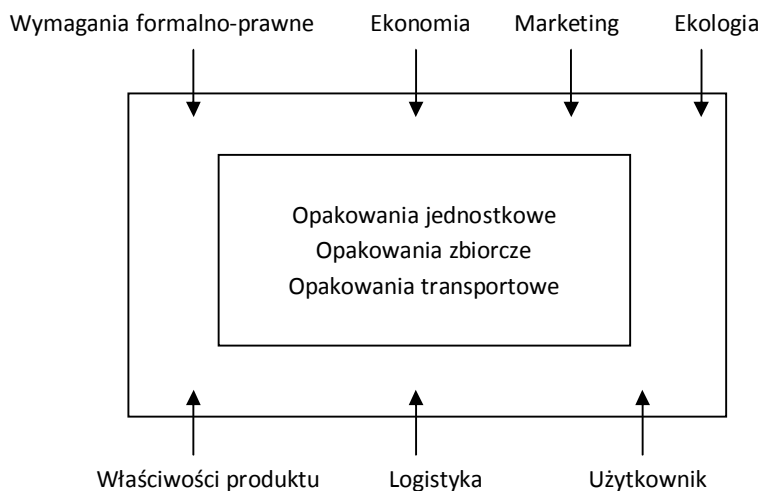 Wymagania formalno-prawne Ekonomia Marketing Ekologia
Opakowania jednostkowe
Opakowania zbiorcze
Opakowania transportowe
Właściwości produktu Logistyka Użytkownik